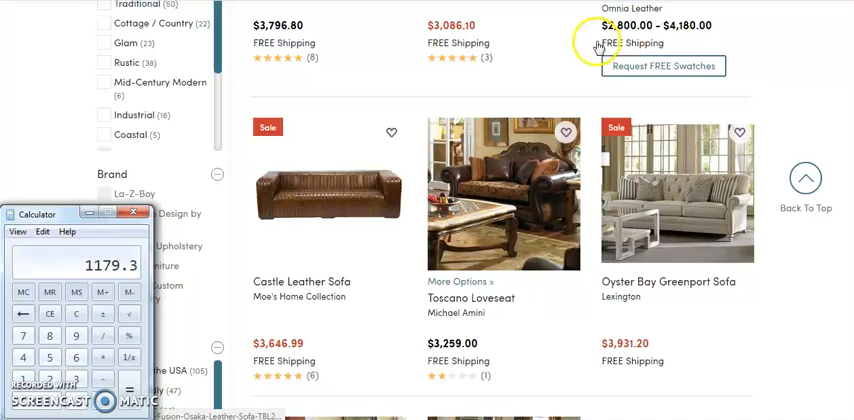 Traditional (50)
Cottage / Country (22)
Glam (23)
Rustic (38)
Mid-Century Modern
(6)
Industrial (16)
Coastal (5)
Brand
La-Z-Boy
Design by
Upholstery
Custom
the USA (105)
(47)
Omnia Leather
$3,796.80
$3,086.10
$2,800.00 - $4,180.00
FREE Shipping
FREE Shipping
FREE Shipping
(8)
(3)
Request FREE Swatches
Sale
Sale
Castle Leather Sofa
Moe's Home Collection
More Options »
Toscano Loveseat
Michael Amini
Oyster Bay Greenport Sofa
Lexington
$3,646.99
$3,259.00
$3,931.20
FREE Shipping
FREE Shipping
FREE Shipping
(6)
(1)
Back To Top
Calculator
View Edit Help
1179.3
MC MR MS M+ M-
← CE C ± √
7 8 9 / %
4 5 6 * 1/x
1 2 3 - =
RECORDED WITH
SCREENCAST MATIC
-Fusion-Osaka-Leather-Sofa-TBL2...